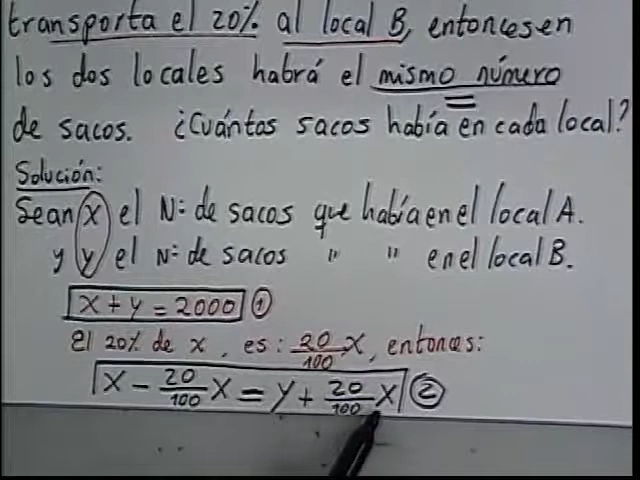 transporta el 20% al local B, entonces en
los dos locales habrá el mismo número
de sacos. ¿Cuántos sacos había en cada local?
Solución:
Sean x el Nº de sacos que había en el local A.
y y el Nº de sacos " " en el local B.
x + y = 2000 ①
El 20% de x, es: 20/100 x, entonces:
x - 20/100 x = y + 20/100 x ②